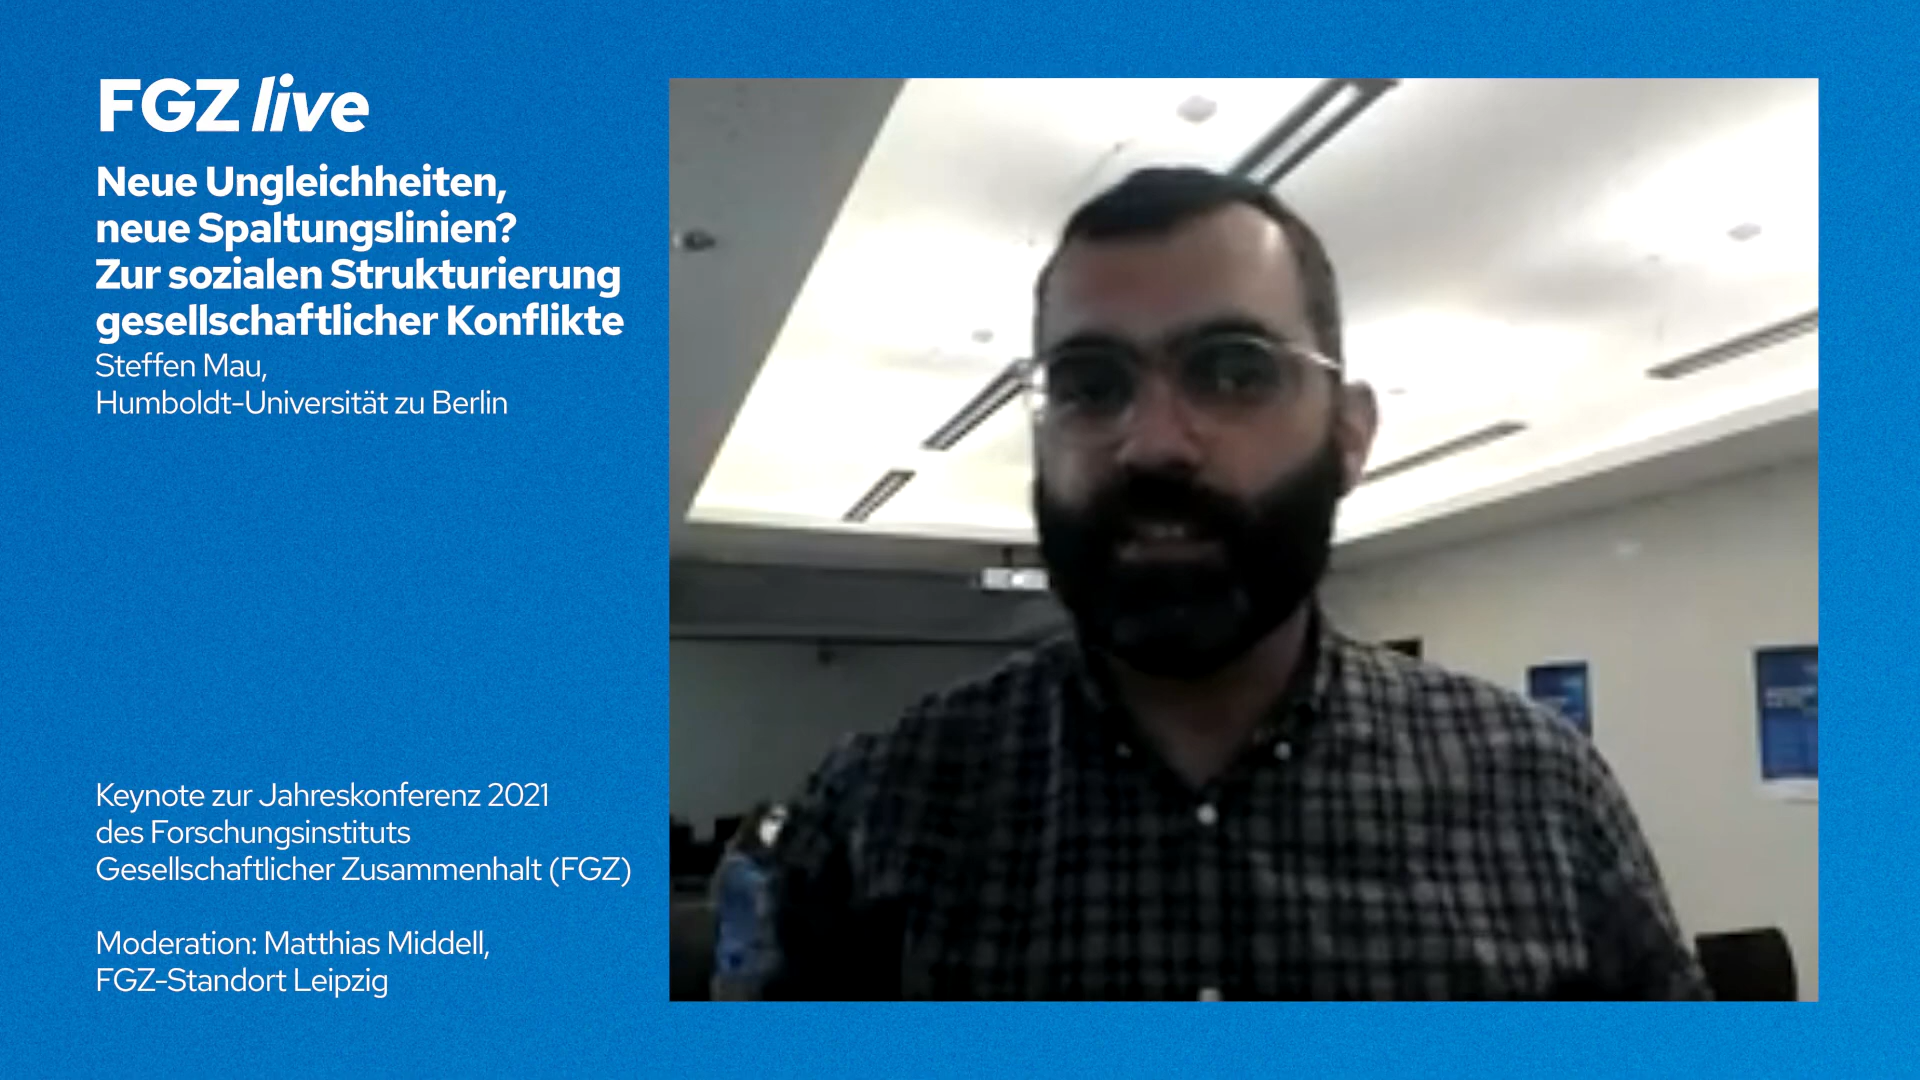 FGZ live
Neue Ungleichheiten,
neue Spaltungslinien?
Zur sozialen Strukturierung
gesellschaftlicher Konflikte
Steffen Mau,
Humboldt-Universität zu Berlin
Keynote zur Jahreskonferenz 2021
des Forschungsinstituts
Gesellschaftlicher Zusammenhalt (FGZ)
Moderation: Matthias Middell,
FGZ-Standort Leipzig